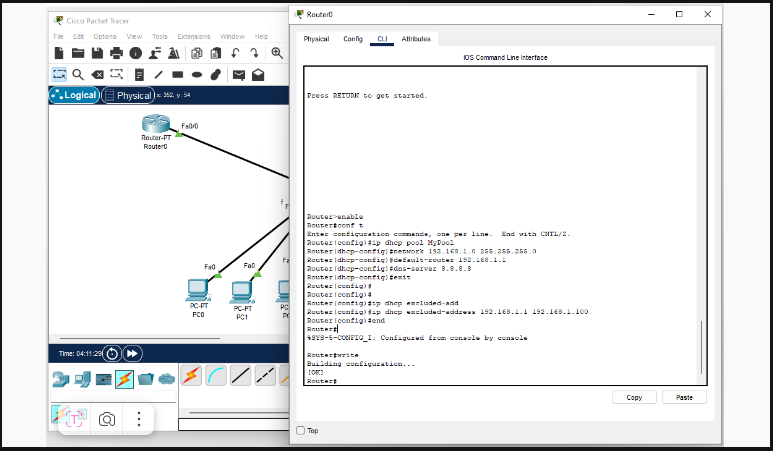 Cisco Packet Tracer
File Edit Options View Tools Extensions Window Help
Logical
Physical
x: 352, y: 54
Fa0/0
Router-PT
Router0
Fa0
Fa0
PC-PT
PC0
PC-PT
PC1
Time: 04:11:29
Router0
Physical Config CLI Attributes
IOS Command Line Interface
Press RETURN to get started.
Router>enable
Router#conf t
Enter configuration commands, one per line. End with CNTL/Z.
Router(config)#ip dhcp pool MyPool
Router(dhcp-config)#network 192.168.1.0 255.255.255.0
Router(dhcp-config)#default-router 192.168.1.1
Router(dhcp-config)#dns-server 8.8.8.8
Router(dhcp-config)#exit
Router(config)#
Router(config)#
Router(config)#ip dhcp excluded-add
Router(config)#ip dhcp excluded-address 192.168.1.1 192.168.1.100
Router(config)#end
Router#
%SYS-5-CONFIG_I: Configured from console by console
Router#write
Building configuration...
[OK]
Router#
Copy
Paste
Top